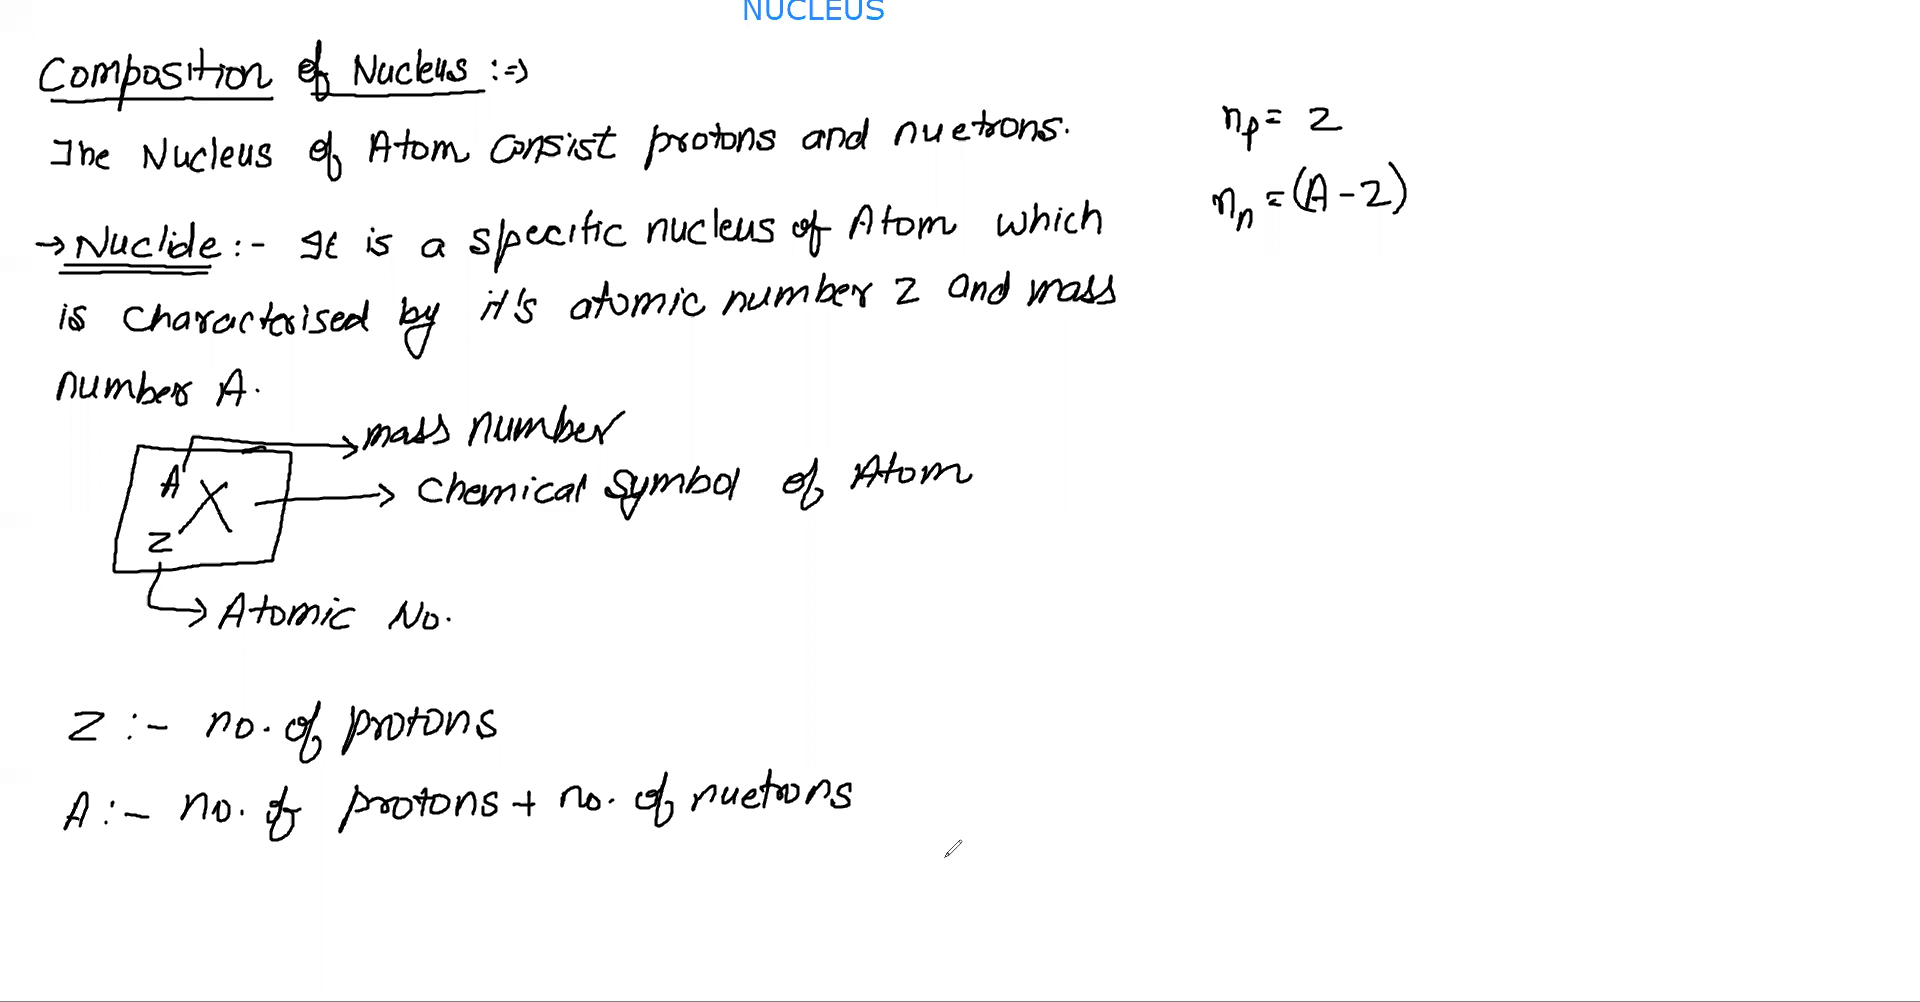 NUCLEUS
Composition of Nucleus :⇒
The Nucleus of Atom consist protons and nuetrons.
→ Nuclide :- It is a specific nucleus of Atom which
is characterised by it's atomic number Z and mass
number A.
→ mass number
A
X → Chemical symbol of Atom
Z
→ Atomic No.
Z :- no. of protons
A :- no. of protons + no. of nuetrons
np = Z
nn = (A-Z)